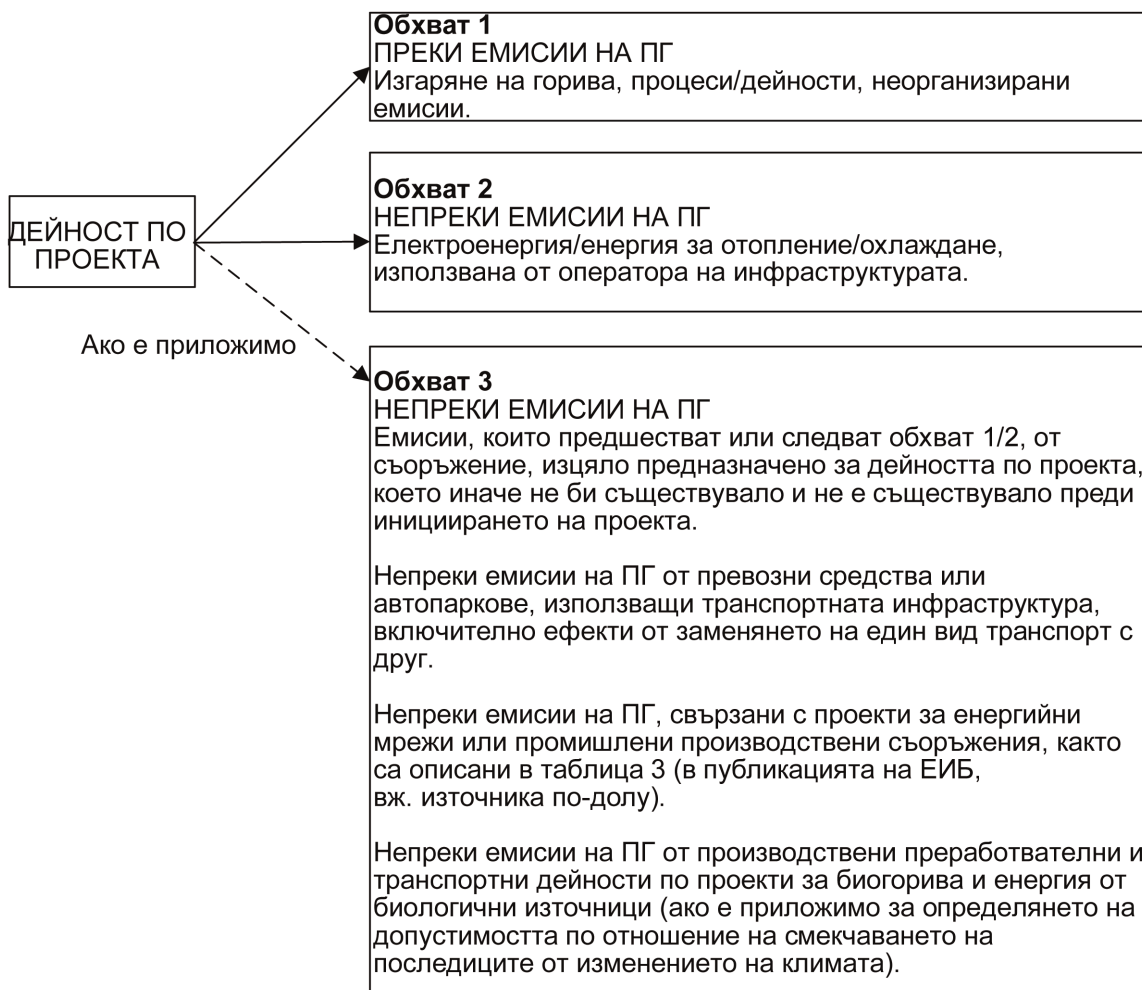 Обхват 1
ПРЕКИ ЕМИСИИ НА ПГ
Изгаряне на горива, процеси/дейности, неорганизирани
емисии.
Обхват 2
НЕПРЕКИ ЕМИСИИ НА ПГ
Електроенергия/енергия за отопление/охлаждане,
използвана от оператора на инфраструктурата.
ДЕЙНОСТ ПО
ПРОЕКТА
Ако е приложимо
Обхват 3
НЕПРЕКИ ЕМИСИИ НА ПГ
Емисии, които предшестват или следват обхват 1/2, от
съоръжение, изцяло предназначено за дейността по проекта,
което иначе не би съществувало и не е съществувало преди
инициирането на проекта.
Непреки емисии на ПГ от превозни средства или
автопаркове, използващи транспортната инфраструктура,
включително ефекти от заменянето на един вид транспорт с
друг.
Непреки емисии на ПГ, свързани с проекти за енергийни
мрежи или промишлени производствени съоръжения, както
са описани в таблица 3 (в публикацията на ЕИБ,
вж. източника по-долу).
Непреки емисии на ПГ от производствени преработвателни и
транспортни дейности по проекти за биогорива и енергия от
биологични източници (ако е приложимо за определянето на
допустимостта по отношение на смекчаването на
последиците от изменението на климата).